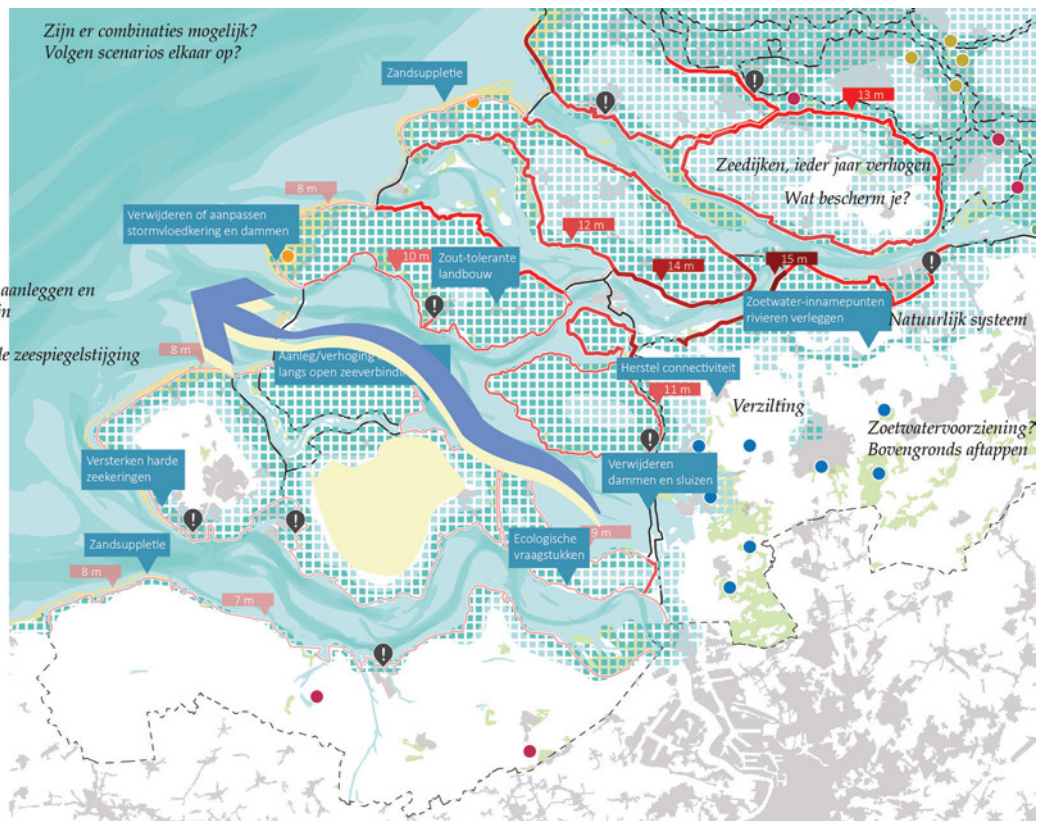 Zijn er combinaties mogelijk?
Volgen scenarios elkaar op?
Zandsuppletie
13 m
Zeedijken, ieder jaar verhogen
Wat bescherm je?
8 m
Verwijderen of aanpassen
stormvloedkering en dammen
12 m
10 m
Zout-tolerante
landbouw
14 m
15 m
Zoetwater-innamepunten
rivieren verleggen
aanleggen en
Natuurlijk systeem
de zeespiegelstijging
8 m
Aanleg/verhoging
langs open zeeverbindin
Herstel connectiviteit
11 m
Verzilting
Zoetwatervoorziening?
Bovengronds aftappen
Versterken harde
zeekeringen
Verwijderen
dammen en sluizen
Zandsuppletie
Ecologische
vraagstukken
9 m
8 m
7 m